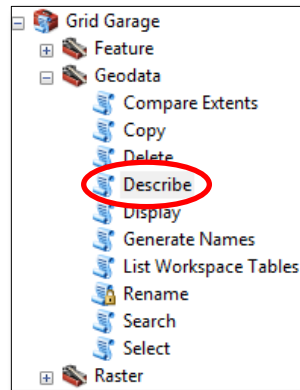 Grid Garage
Feature
Geodata
Compare Extents
Copy
Delete
Describe
Display
Generate Names
List Workspace Tables
Rename
Search
Select
Raster